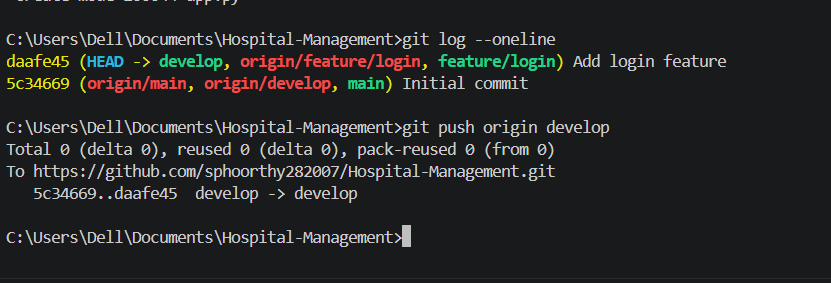 C:\Users\Dell\Documents\Hospital-Management>git log --oneline
daafe45 (HEAD -> develop, origin/feature/login, feature/login) Add login feature
5c34669 (origin/main, origin/develop, main) Initial commit
C:\Users\Dell\Documents\Hospital-Management>git push origin develop
Total 0 (delta 0), reused 0 (delta 0), pack-reused 0 (from 0)
To https://github.com/sphoorthy282007/Hospital-Management.git
   5c34669..daafe45  develop -> develop
C:\Users\Dell\Documents\Hospital-Management>